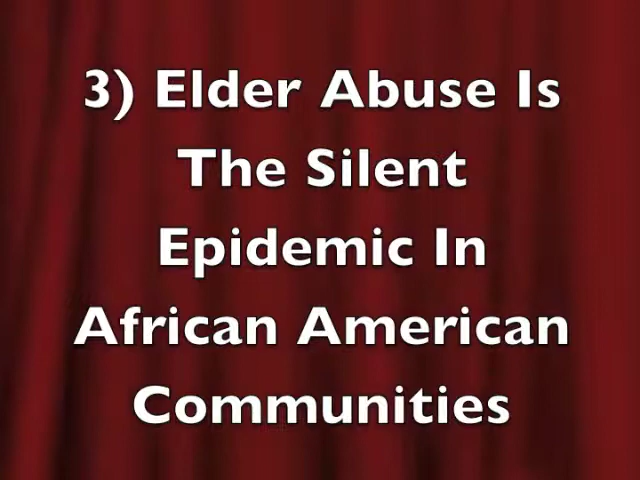 3) Elder Abuse Is
The Silent
Epidemic In
African American
Communities